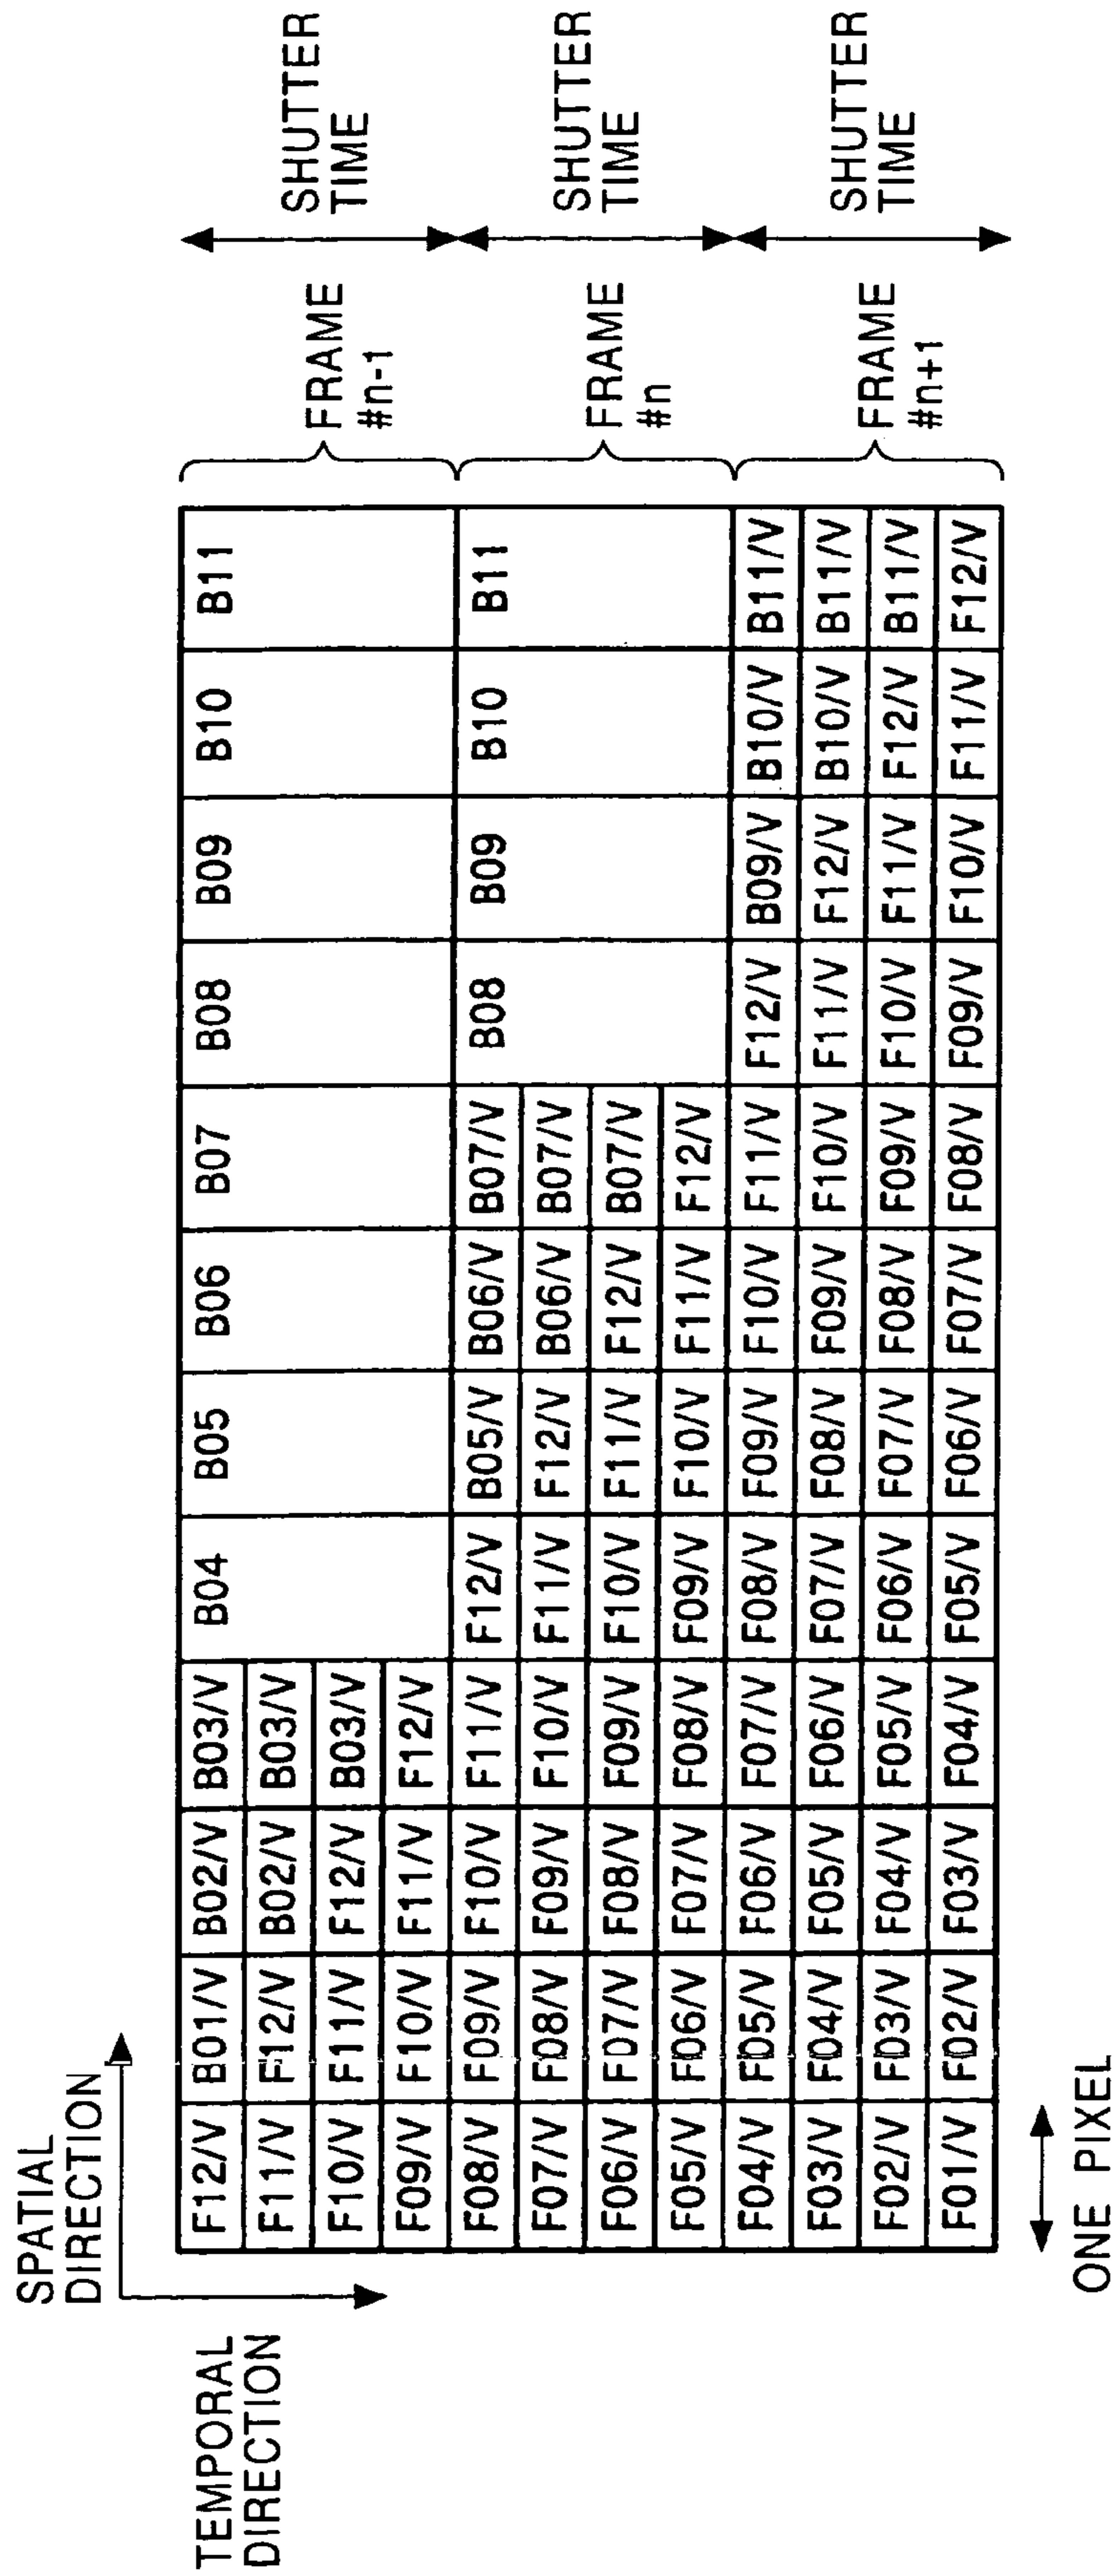 SPATIAL
DIRECTION
TEMPORAL
DIRECTION
F12/V B01/V B02/V B03/V B04 B05 B06 B07 B08 B09 B10 B11
F11/V F12/V B02/V B03/V
F10/V F11/V F12/V B03/V
F09/V F10/V F11/V F12/V
FRAME
#n-1
SHUTTER
TIME
F08/V F09/V F10/V F11/V F12/V B05/V B06/V B07/V B08 B09 B10 B11
F07/V F08/V F09/V F10/V F11/V F12/V B06/V B07/V
F06/V F07/V F08/V F09/V F10/V F11/V F12/V B07/V
F05/V F06/V F07/V F08/V F09/V F10/V F11/V F12/V
FRAME
#n
SHUTTER
TIME
F04/V F05/V F06/V F07/V F08/V F09/V F10/V F11/V F12/V B09/V B10/V B11/V
F03/V F04/V F05/V F06/V F07/V F08/V F09/V F10/V F11/V F12/V B10/V B11/V
F02/V F03/V F04/V F05/V F06/V F07/V F08/V F09/V F10/V F11/V F12/V B11/V
F01/V F02/V F03/V F04/V F05/V F06/V F07/V F08/V F09/V F10/V F11/V F12/V
FRAME
#n+1
SHUTTER
TIME
ONE PIXEL